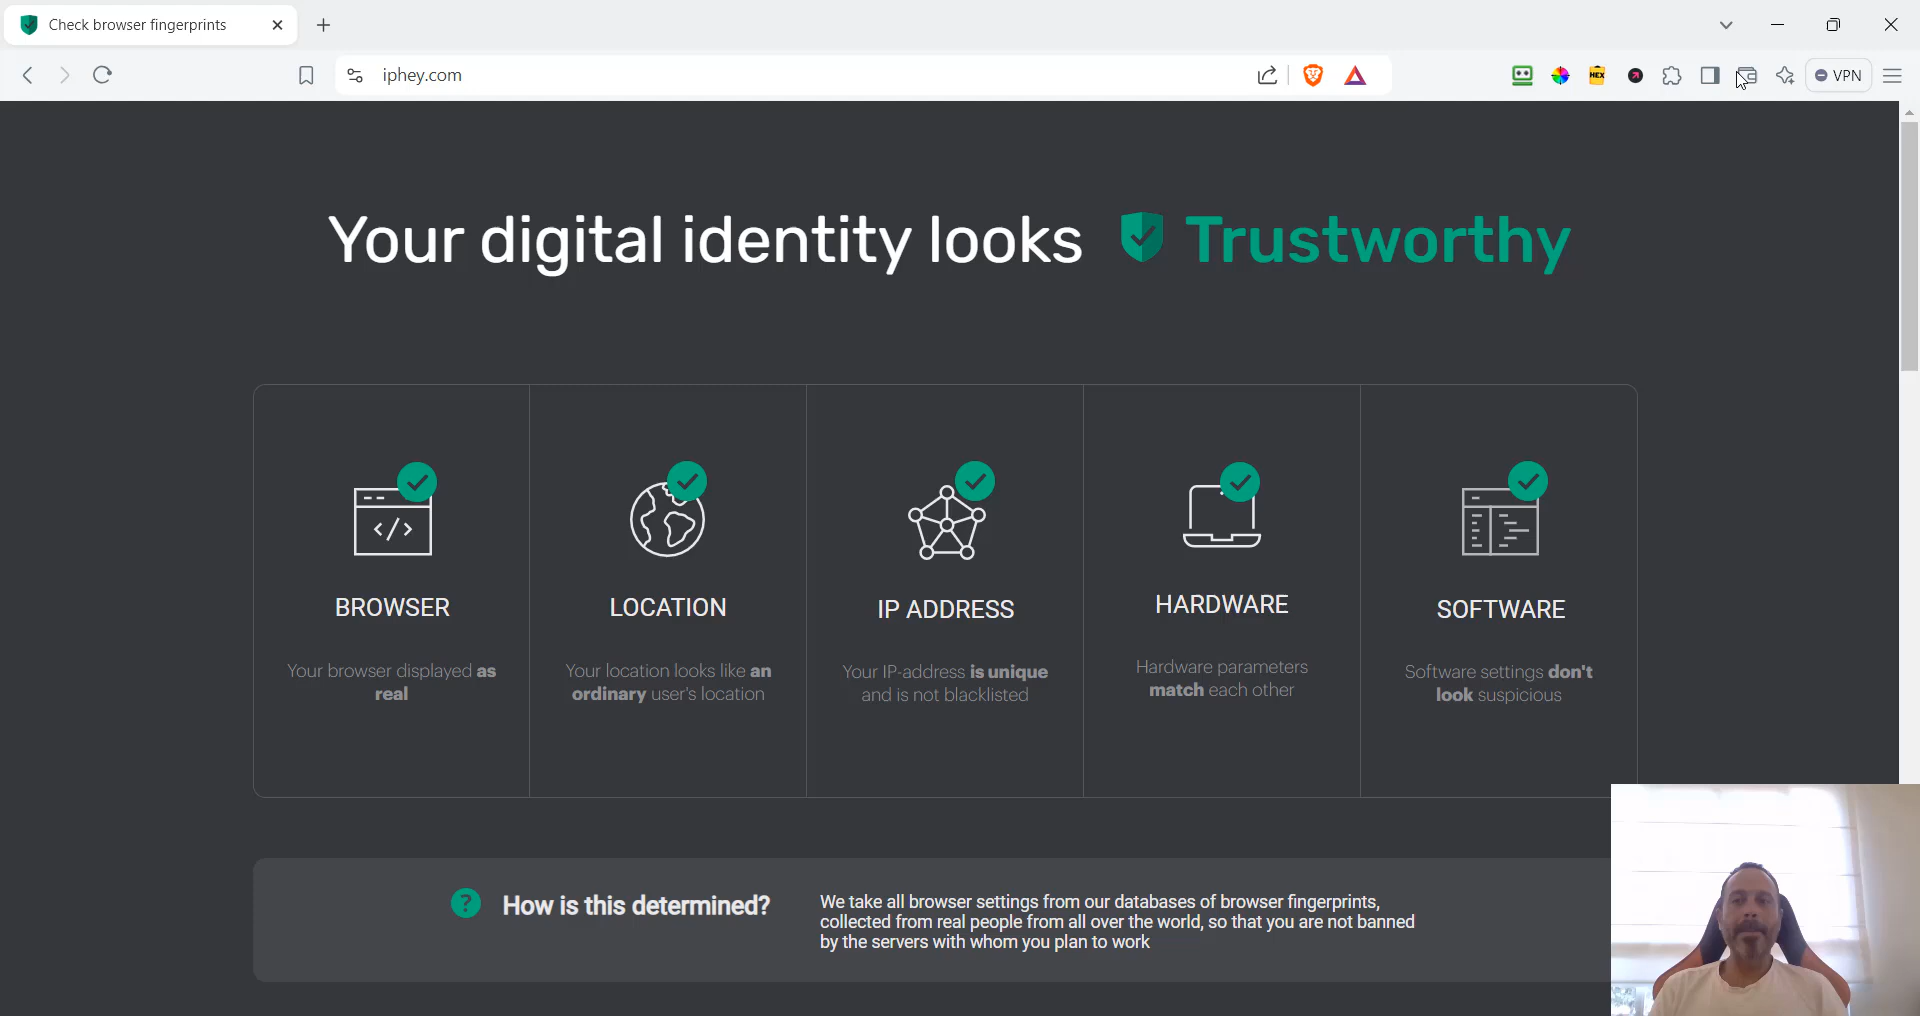 Check browser fingerprints
iphey.com
HEX
VPN
Your digital identity looks Trustworthy
BROWSER
Your browser displayed as
real
LOCATION
Your location looks like an
ordinary user's location
IP ADDRESS
Your IP-address is unique
and is not blacklisted
HARDWARE
Hardware parameters
match each other
SOFTWARE
Software settings don't
look suspicious
? How is this determined?
We take all browser settings from our databases of browser fingerprints,
collected from real people from all over the world, so that you are not banned
by the servers with whom you plan to work